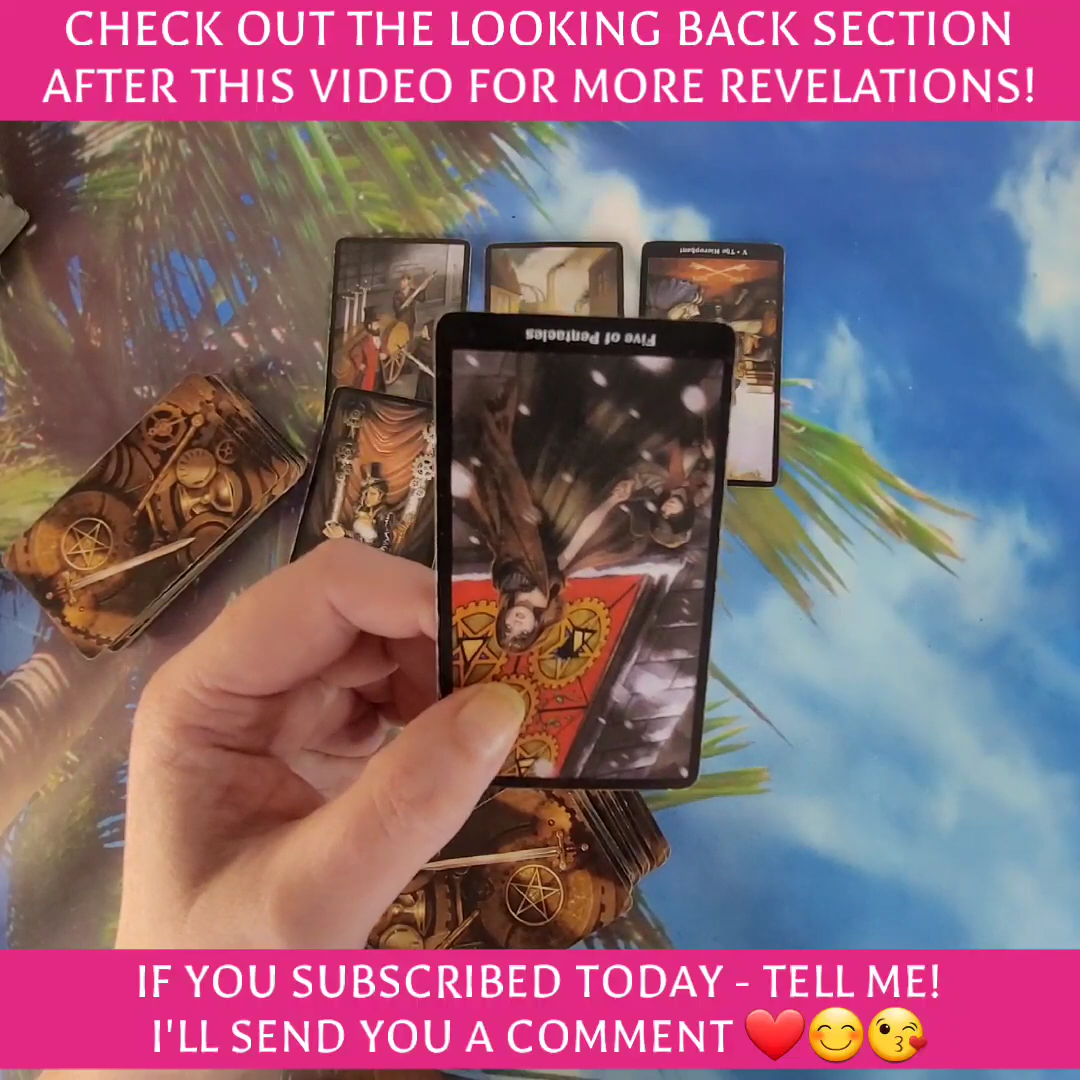 CHECK OUT THE LOOKING BACK SECTION
AFTER THIS VIDEO FOR MORE REVELATIONS!
V • The Hierophant
Five of Pentacles
IF YOU SUBSCRIBED TODAY - TELL ME!
I'LL SEND YOU A COMMENT ❤️😊😘